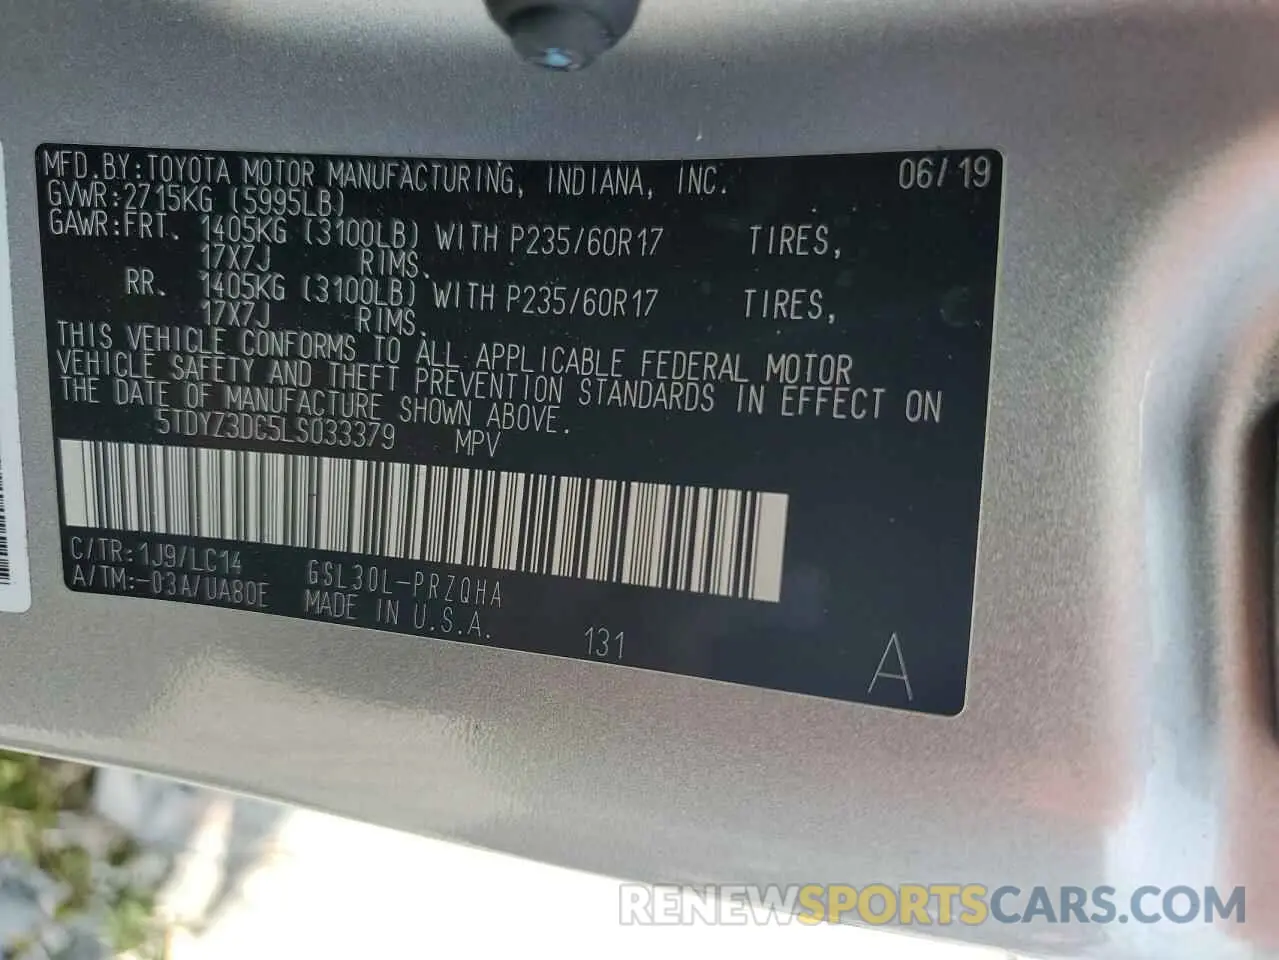 MFD.BY:TOYOTA MOTOR MANUFACTURING, INDIANA, INC. 06/19
GVWR:2715KG (5995LB)
GAWR:FRT. 1405KG (3100LB) WITH P235/60R17 TIRES,
17X7J RIMS.
RR. 1405KG (3100LB) WITH P235/60R17 TIRES,
17X7J RIMS.
THIS VEHICLE CONFORMS TO ALL APPLICABLE FEDERAL MOTOR
VEHICLE SAFETY AND THEFT PREVENTION STANDARDS IN EFFECT ON
THE DATE OF MANUFACTURE SHOWN ABOVE.
5TDYZ3DC5LS033379 MPV
C/TR:1J9/LC14 GSL30L-PRZQHA
A/TM:-03A/UA80E MADE IN U.S.A.
131
A
RENEWSPORTSCARS.COM